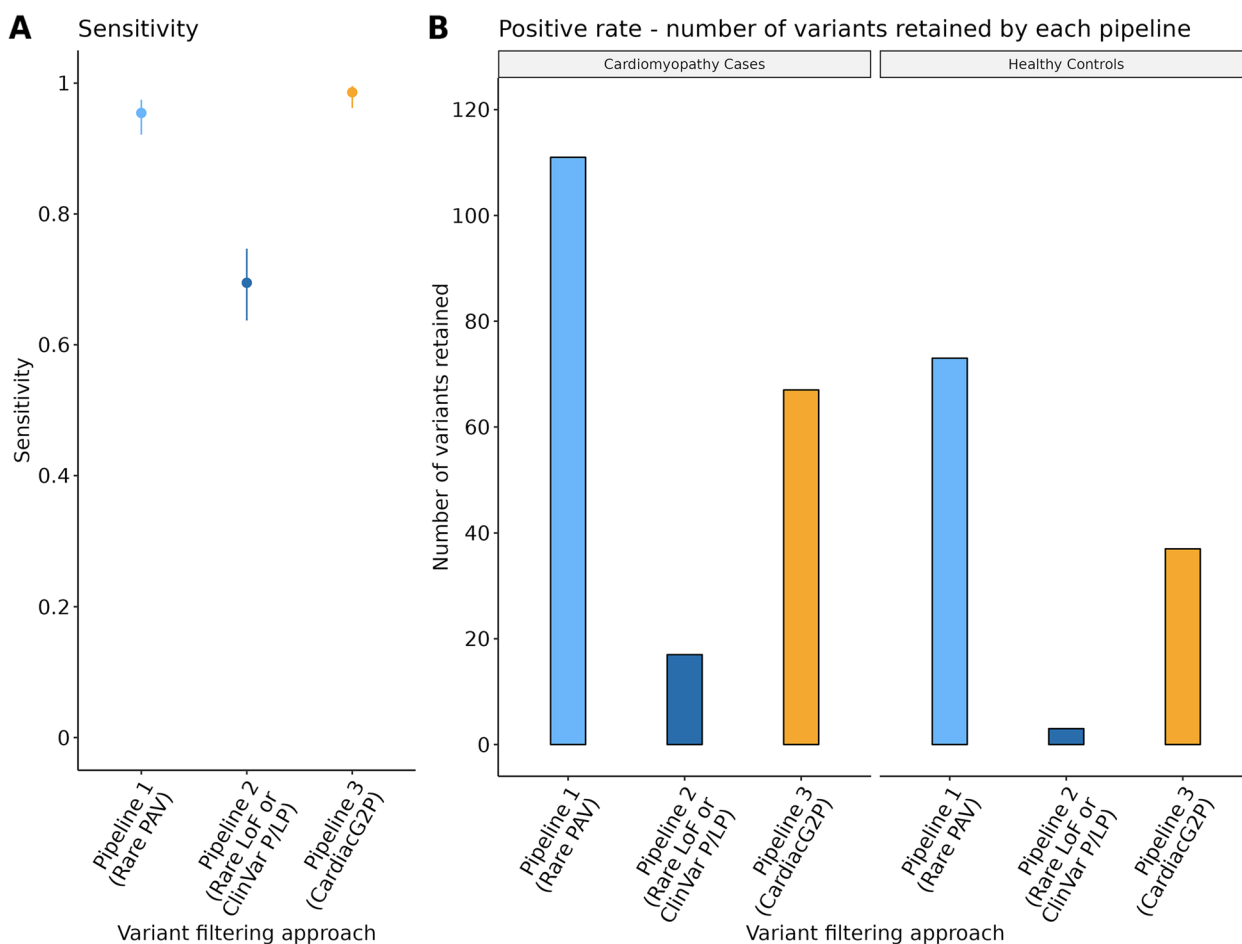 A
Sensitivity
Sensitivity
1
0.8
0.6
0.4
0.2
0
Pipeline 1
(Rare PAV)
Pipeline 2
(Rare LoF or
ClinVar P/LP)
Pipeline 3
(CardiacG2P)
Variant filtering approach
B
Positive rate - number of variants retained by each pipeline
Cardiomyopathy Cases
Healthy Controls
Number of variants retained
120
100
80
60
40
20
0
Pipeline 1
(Rare PAV)
Pipeline 2
(Rare LoF or
ClinVar P/LP)
Pipeline 3
(CardiacG2P)
Pipeline 1
(Rare PAV)
Pipeline 2
(Rare LoF or
ClinVar P/LP)
Pipeline 3
(CardiacG2P)
Variant filtering approach